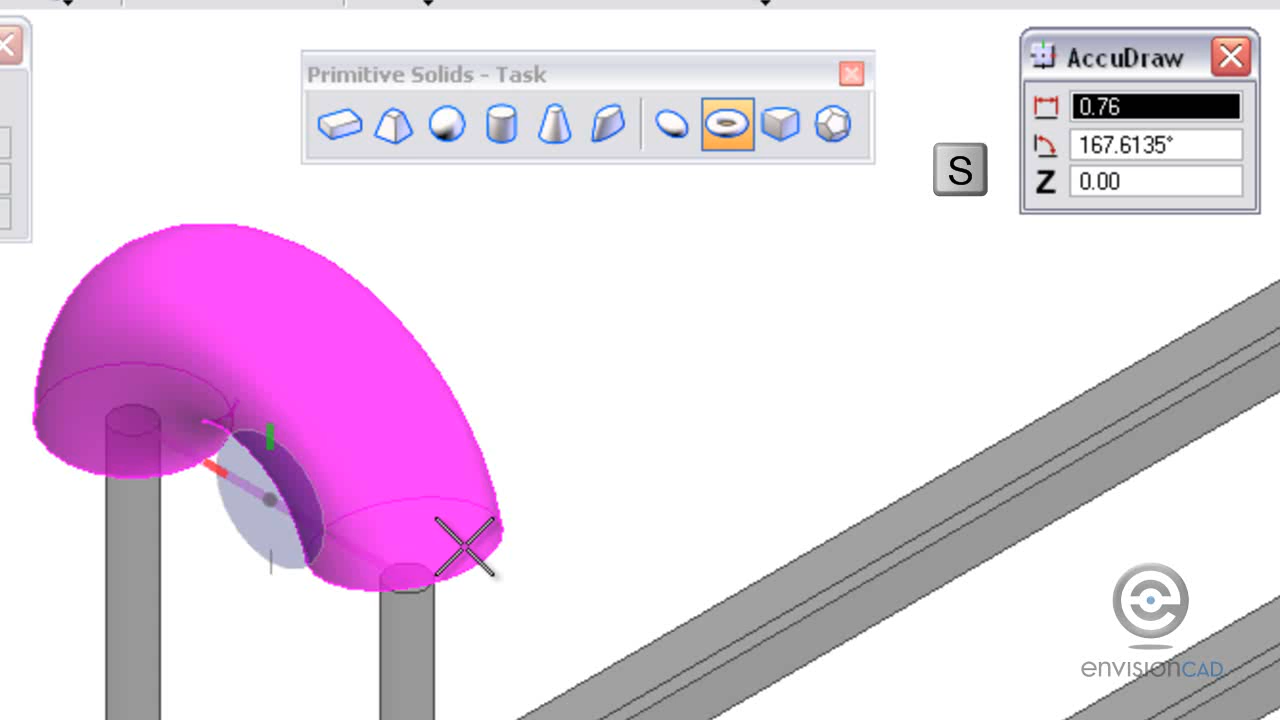 Primitive Solids - Task
AccuDraw
0.76
S
167.6135°
Z
0.00
envisionCAD